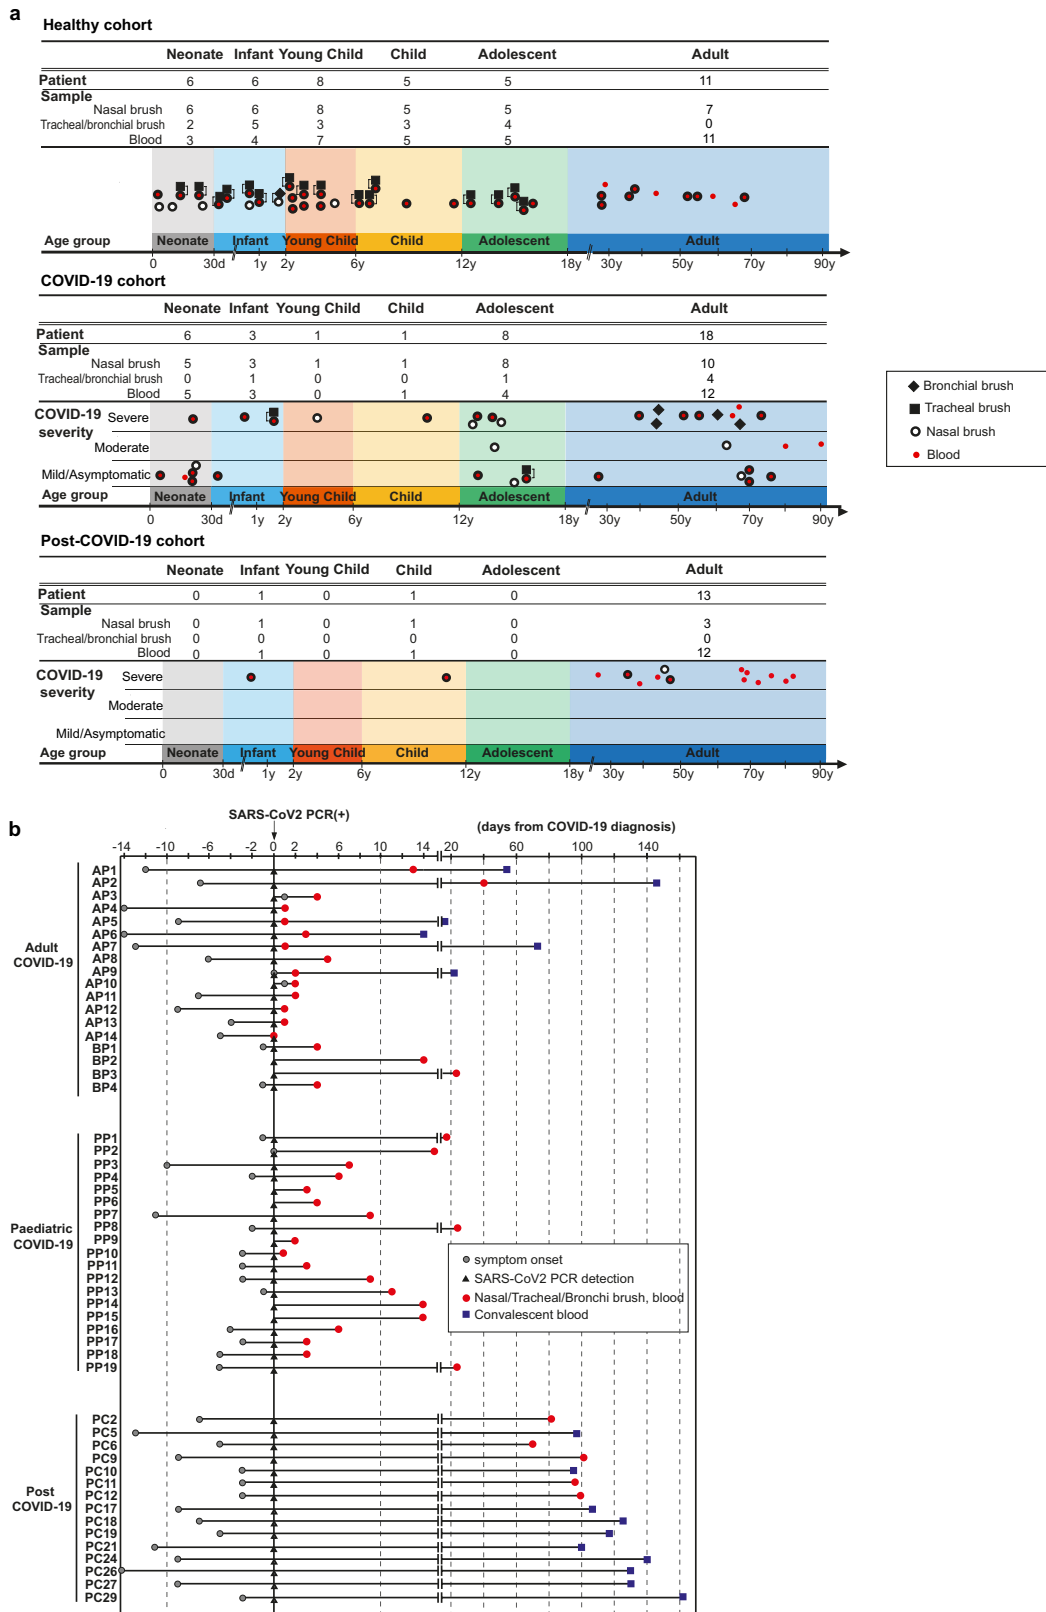 a
Healthy cohort
Neonate Infant Young Child Child Adolescent Adult
Patient 6 6 8 5 5 11
Sample
Nasal brush 6 6 8 5 5 7
Tracheal/bronchial brush 2 5 3 3 4 0
Blood 3 4 7 5 5 11
Age group Neonate Infant Young Child Child Adolescent Adult
0 30d 1y 2y 6y 12y 18y 30y 50y 70y 90y
COVID-19 cohort
Neonate Infant Young Child Child Adolescent Adult
Patient 6 3 1 1 8 18
Sample
Nasal brush 5 3 1 1 8 10
Tracheal/bronchial brush 0 1 0 0 1 4
Blood 5 3 0 1 4 12
COVID-19 severity
Severe
Moderate
Mild/Asymptomatic
Age group Neonate Infant Young Child Child Adolescent Adult
0 30d 1y 2y 6y 12y 18y 30y 50y 70y 90y
Bronchial brush
Tracheal brush
Nasal brush
Blood
Post-COVID-19 cohort
Neonate Infant Young Child Child Adolescent Adult
Patient 0 1 0 1 0 13
Sample
Nasal brush 0 1 0 1 0 3
Tracheal/bronchial brush 0 0 0 0 0 0
Blood 0 1 0 1 0 12
COVID-19 severity
Severe
Moderate
Mild/Asymptomatic
Age group Neonate Infant Young Child Child Adolescent Adult
0 30d 1y 2y 6y 12y 18y 30y 50y 70y 90y
b
SARS-CoV2 PCR(+)
(days from COVID-19 diagnosis)
-14 -10 -6 -2 0 2 6 10 14 20 60 100 140
Adult COVID-19
AP1
AP2
AP3
AP4
AP5
AP6
AP7
AP8
AP9
AP10
AP11
AP12
AP13
AP14
BP1
BP2
BP3
BP4
Paediatric COVID-19
PP1
PP2
PP3
PP4
PP5
PP6
PP7
PP8
PP9
PP10
PP11
PP12
PP13
PP14
PP15
PP16
PP17
PP18
PP19
symptom onset
SARS-CoV2 PCR detection
Nasal/Tracheal/Bronchi brush, blood
Convalescent blood
Post COVID-19
PC2
PC5
PC6
PC9
PC10
PC11
PC12
PC17
PC18
PC19
PC21
PC24
PC26
PC27
PC29